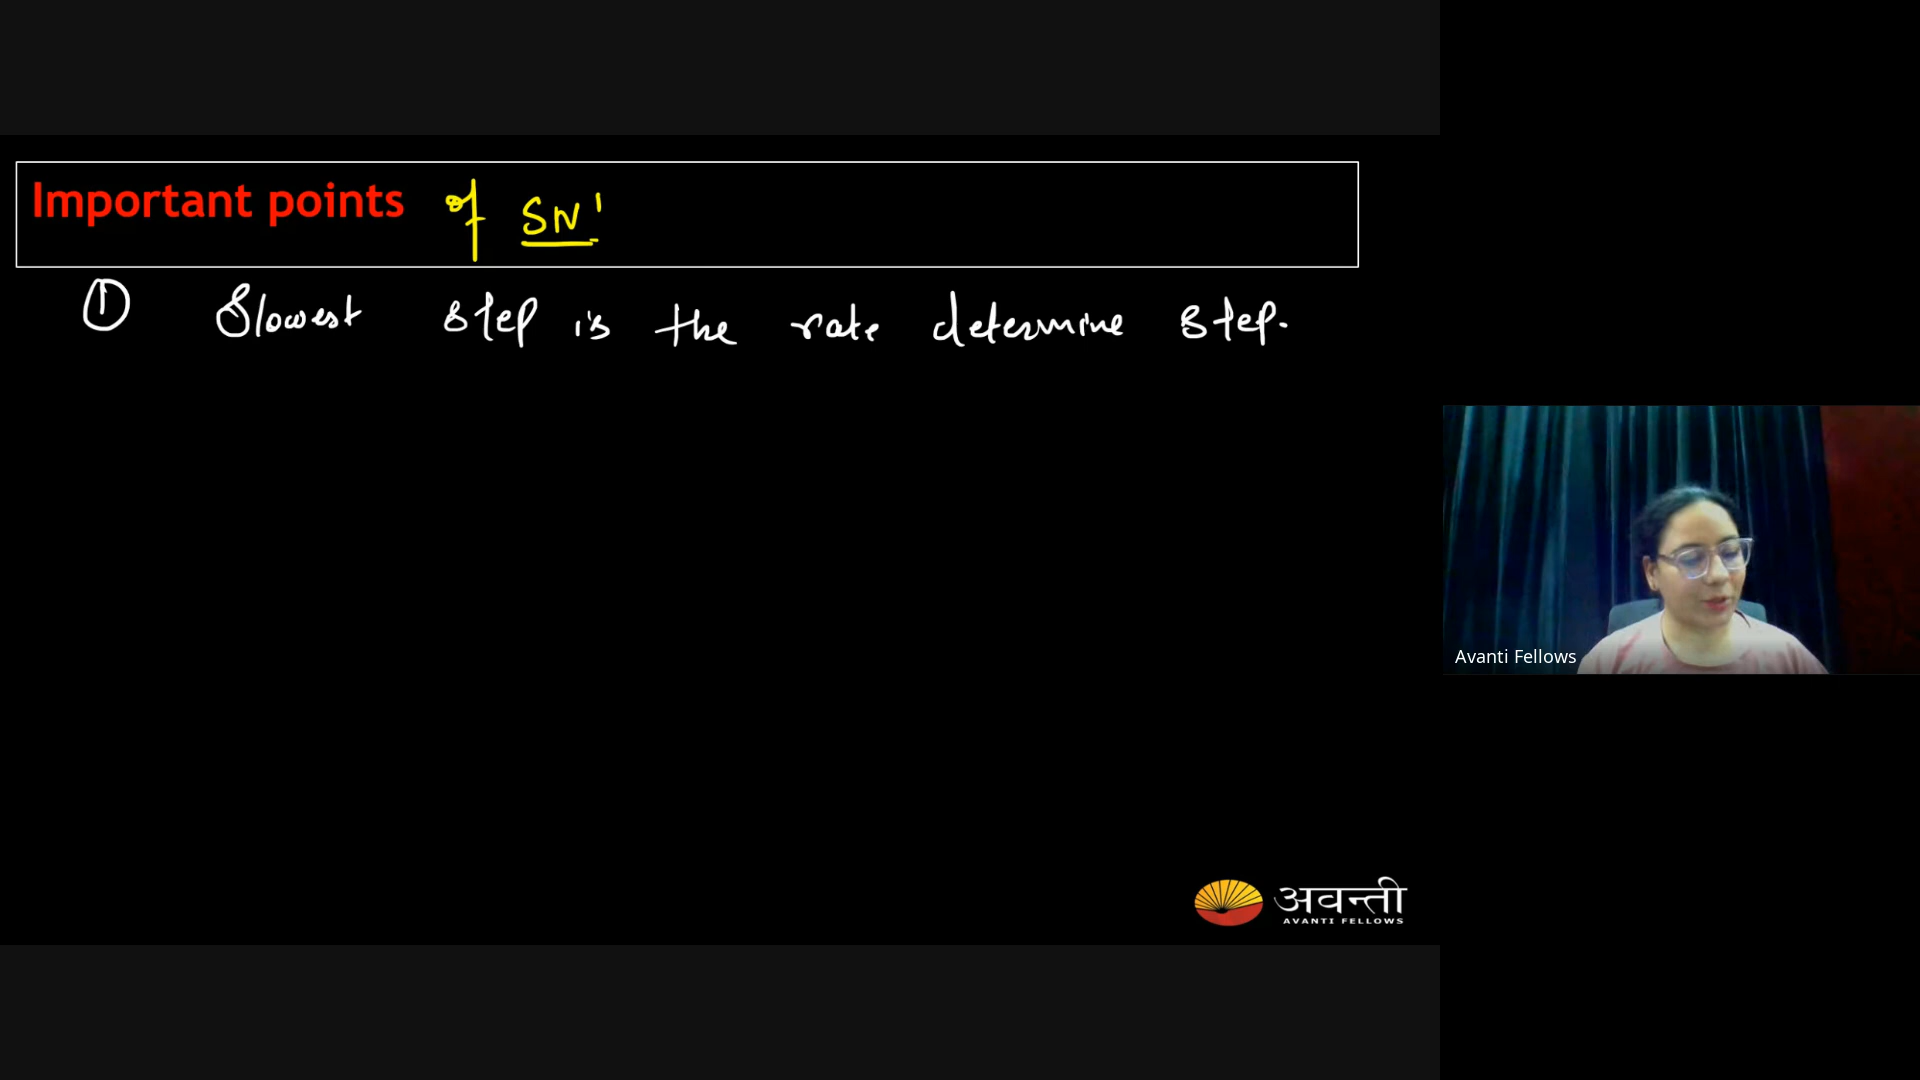 Important points of SN1
① Slowest step is the rate determine step.
Avanti Fellows
अवन्ती
AVANTI FELLOWS